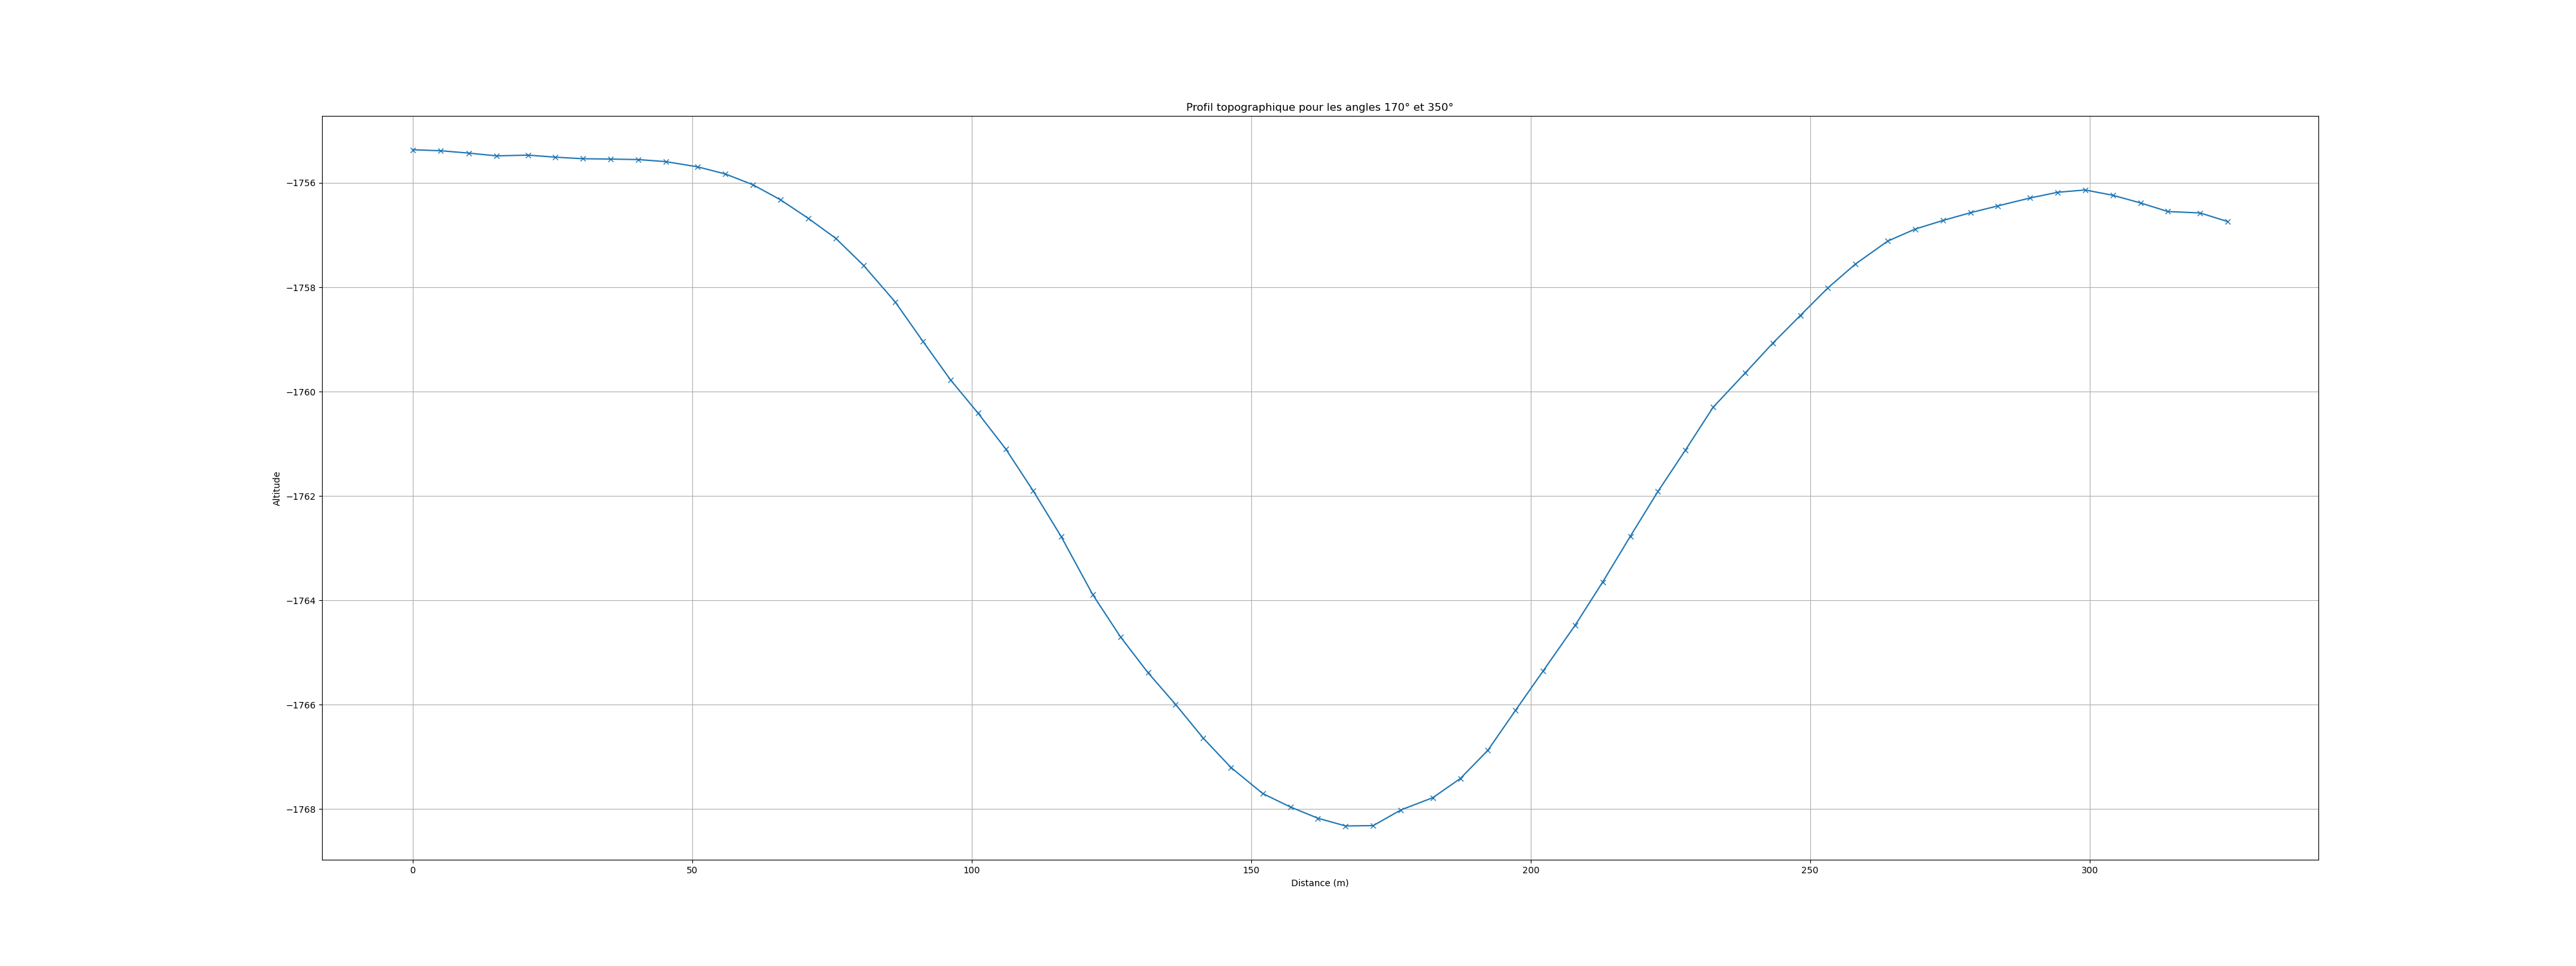 Profil topographique pour les angles 170° et 350°
Altitude
−1756
−1758
−1760
−1762
−1764
−1766
−1768
0 50 100 150 200 250 300
Distance (m)